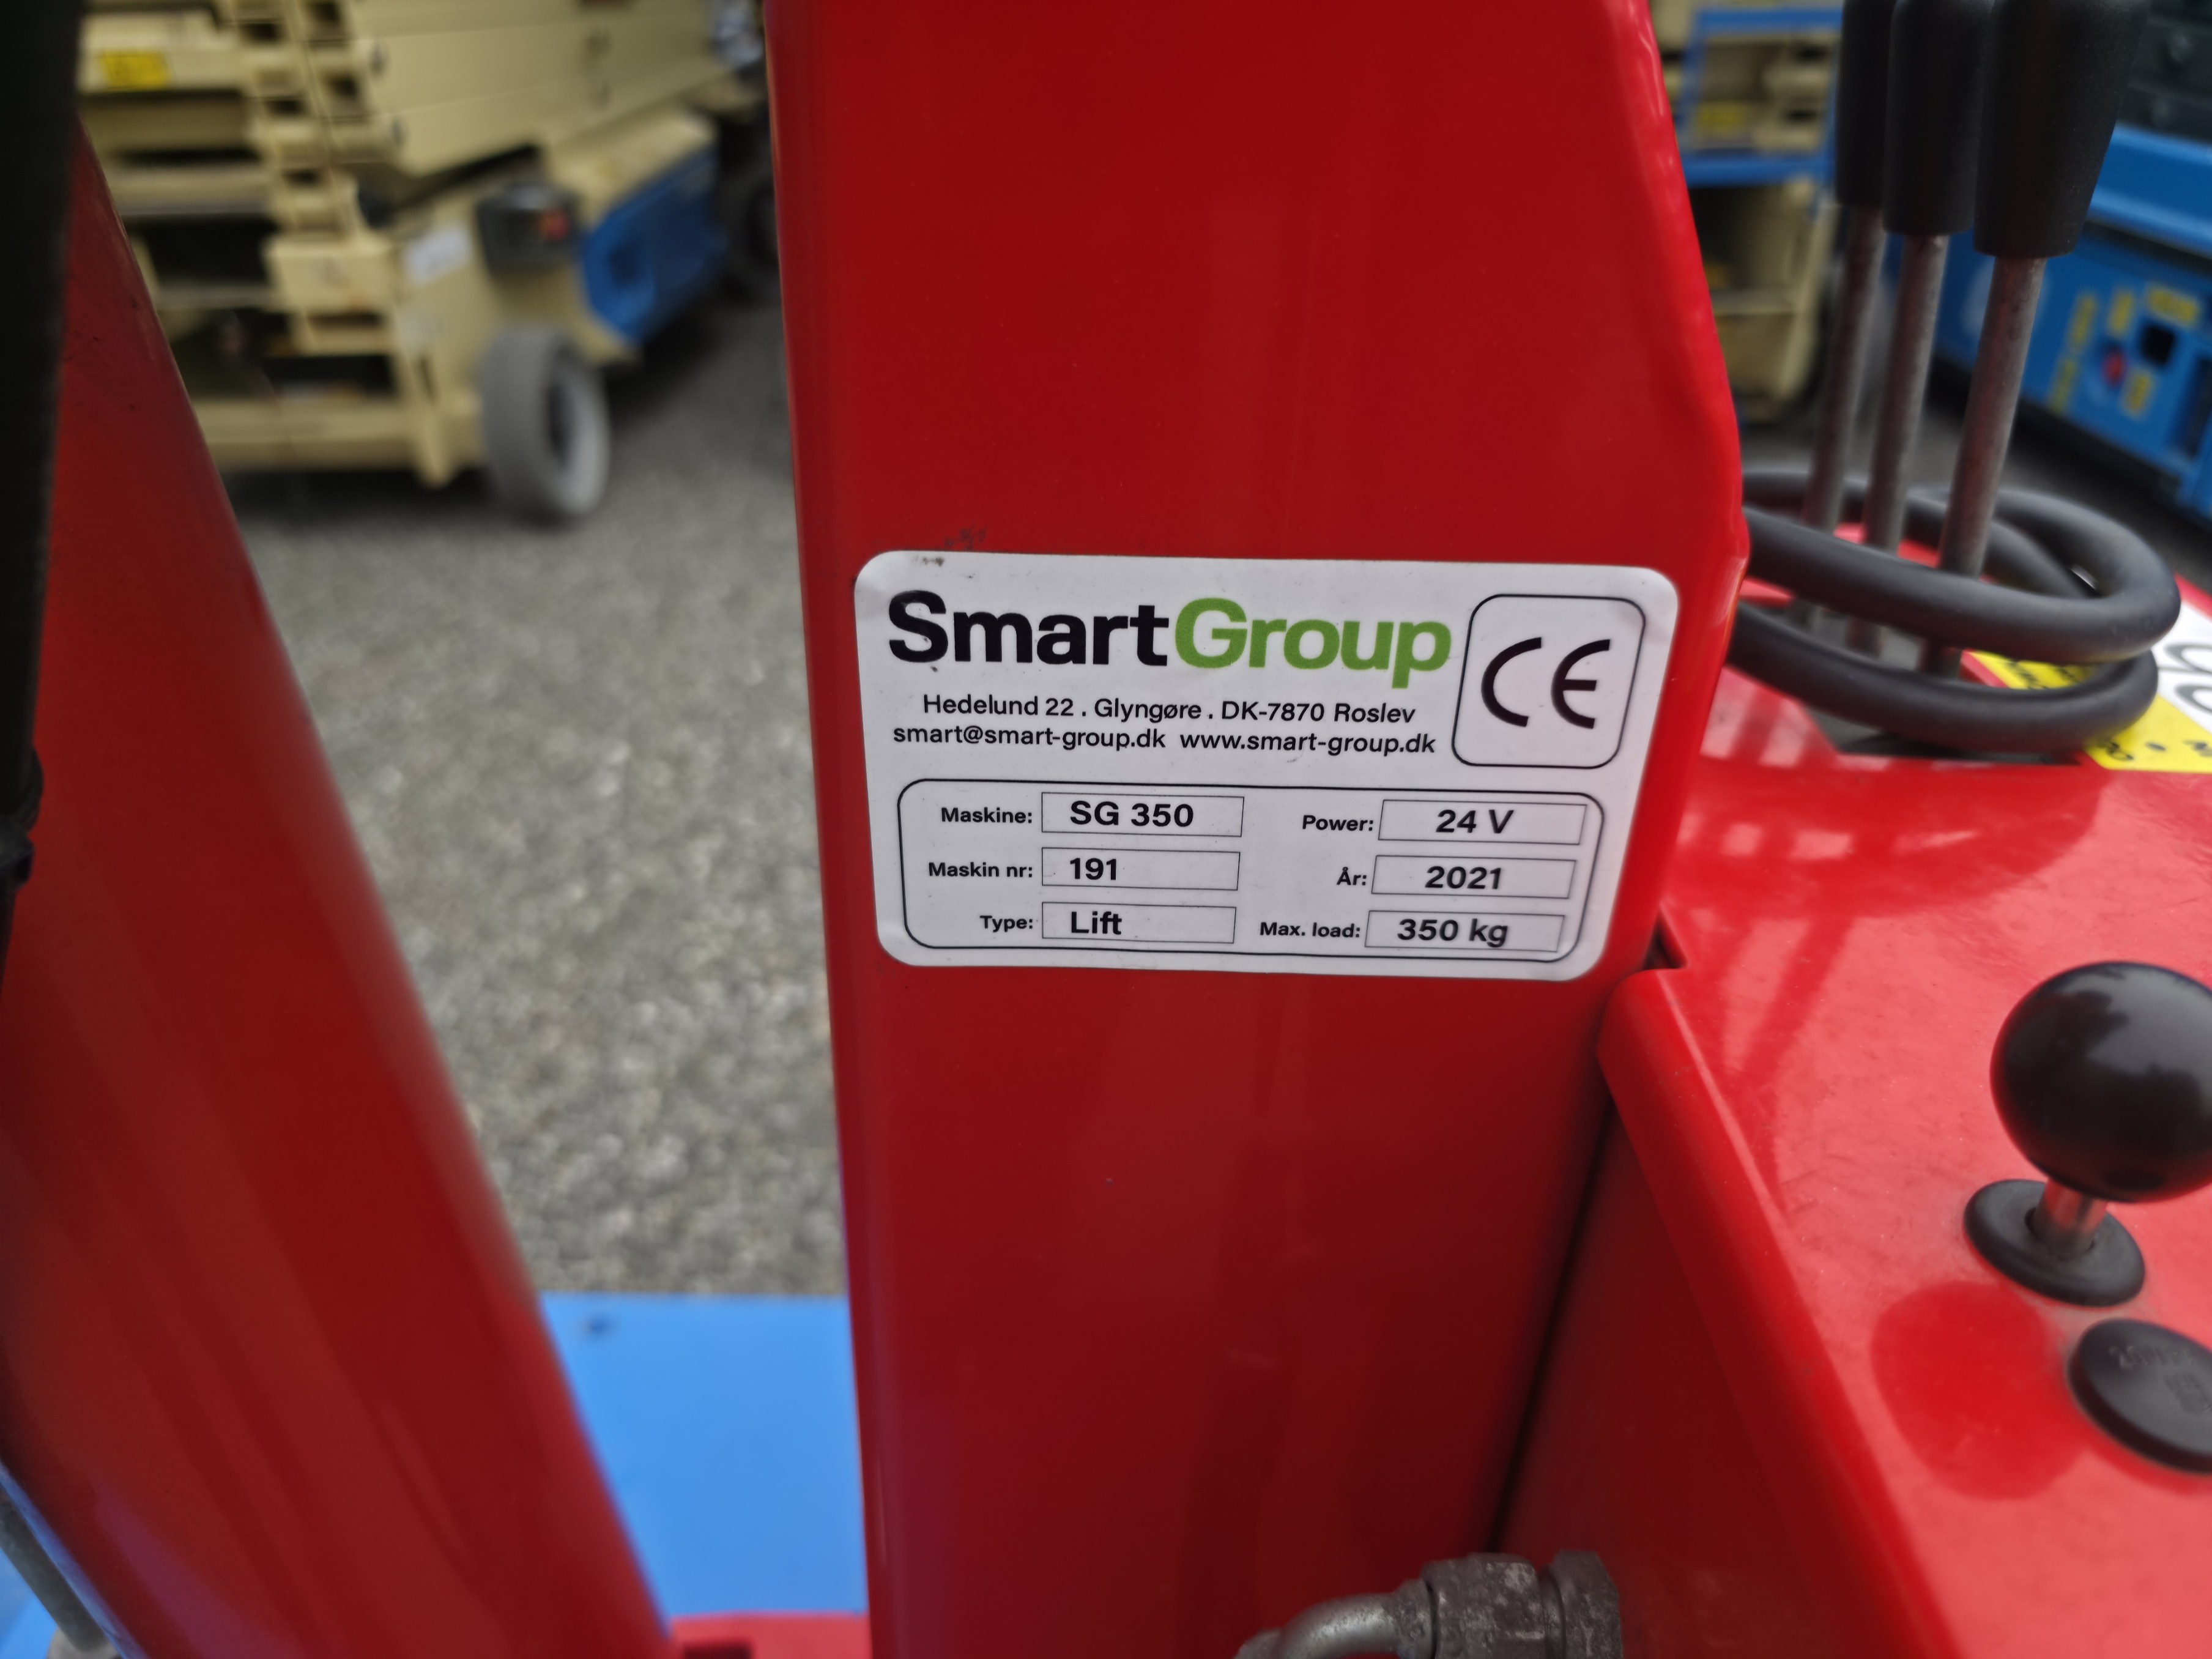 SmartGroup
CE
Hedelund 22 . Glyngøre . DK-7870 Roslev
smart@smart-group.dk www.smart-group.dk
Maskine: SG 350 Power: 24 V
Maskin nr: 191 År: 2021
Type: Lift Max. load: 350 kg